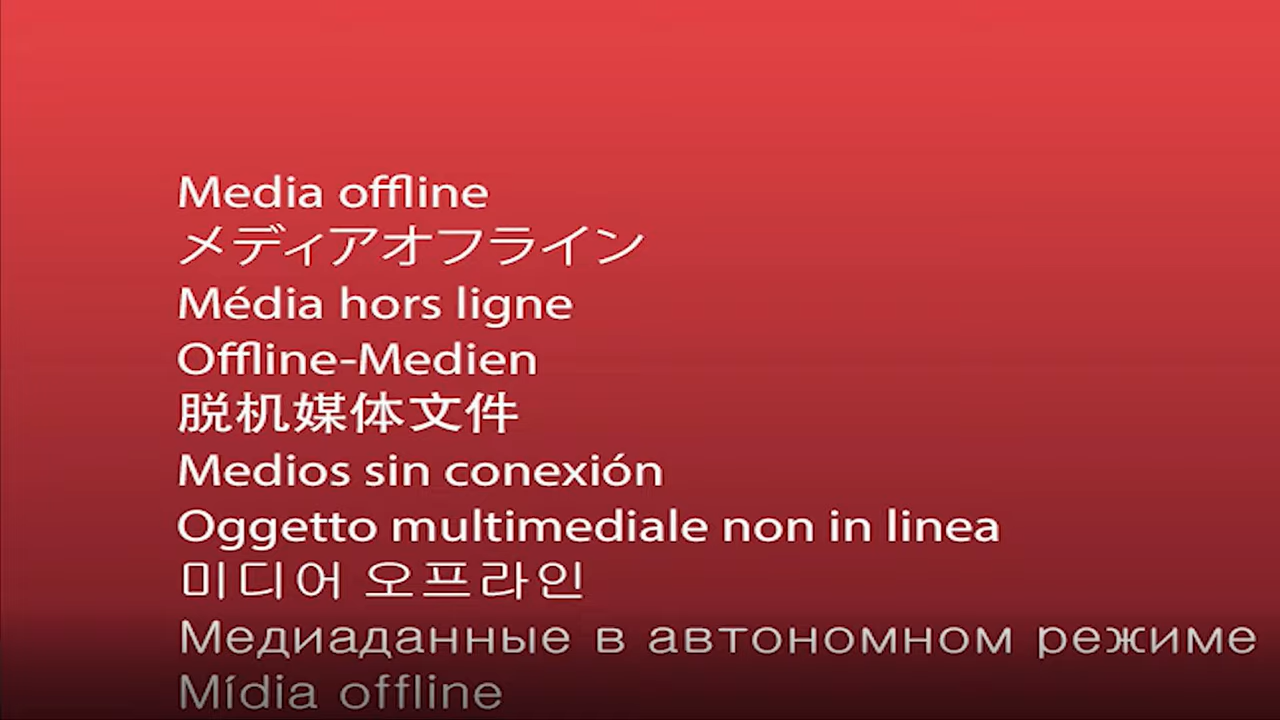 Media offline
メディアオフライン
Média hors ligne
Offline-Medien
脱机媒体文件
Medios sin conexión
Oggetto multimediale non in linea
미디어 오프라인
Медиаданные в автономном режиме
Mídia offline